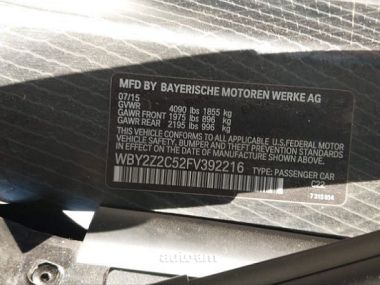 MFD BY BAYERISCHE MOTOREN WERKE AG
07/15
GVWR 4090 lbs 1855 kg
GAWR FRONT 1975 lbs 896 kg
GAWR REAR 2195 lbs 996 kg
THIS VEHICLE CONFORMS TO ALL APPLICABLE U.S. FEDERAL MOTOR
VEHICLE SAFETY, BUMPER, AND THEFT PREVENTION STANDARDS
IN EFFECT ON THE DATE OF MANUFACTURE SHOWN ABOVE.
WBY2Z2C52FV392216 TYPE: PASSENGER CAR
C22